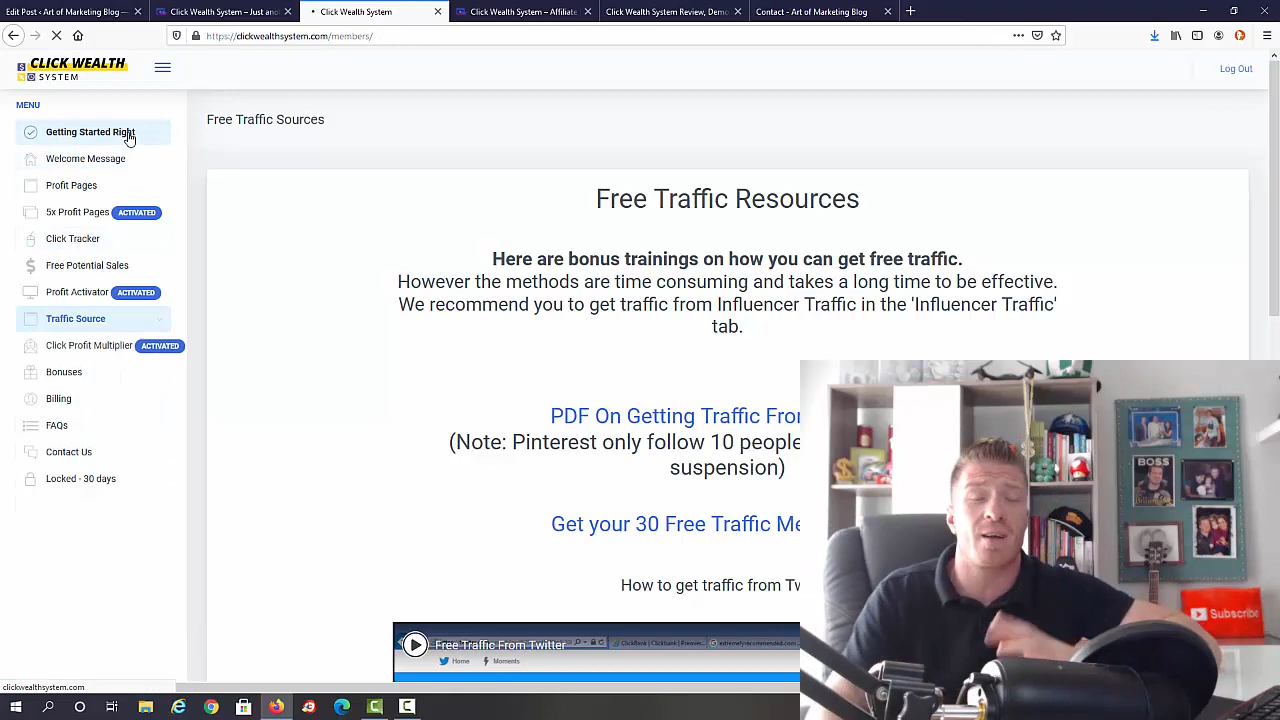 Edit Post ‹ Art of Marketing Blog —
Click Wealth System – Just ano
Click Wealth System
Click Wealth System – Affiliate
Click Wealth System Review, Demo
Contact - Art of Marketing Blog
https://clickwealthsystem.com/members/
CLICK WEALTH
SYSTEM
Log Out
MENU
Getting Started Right
Welcome Message
Profit Pages
5x Profit Pages ACTIVATED
Click Tracker
Free Potential Sales
Profit Activator ACTIVATED
Traffic Source
Click Profit Multiplier ACTIVATED
Bonuses
Billing
FAQs
Contact Us
Locked - 30 days
Free Traffic Sources
Free Traffic Resources
Here are bonus trainings on how you can get free traffic.
However the methods are time consuming and takes long time to be effective.
We recommend you to get traffic from Influencer Traffic in the 'Influencer Traffic'
tab.
PDF On Getting Traffic Fro
(Note: Pinterest only follow 10 people
suspension)
Get your 30 Free Traffic Me
How to get traffic from Tw
Free Traffic From Twitter
Home
Moments
BOSS
Subscribe
clickwealthsystem.com